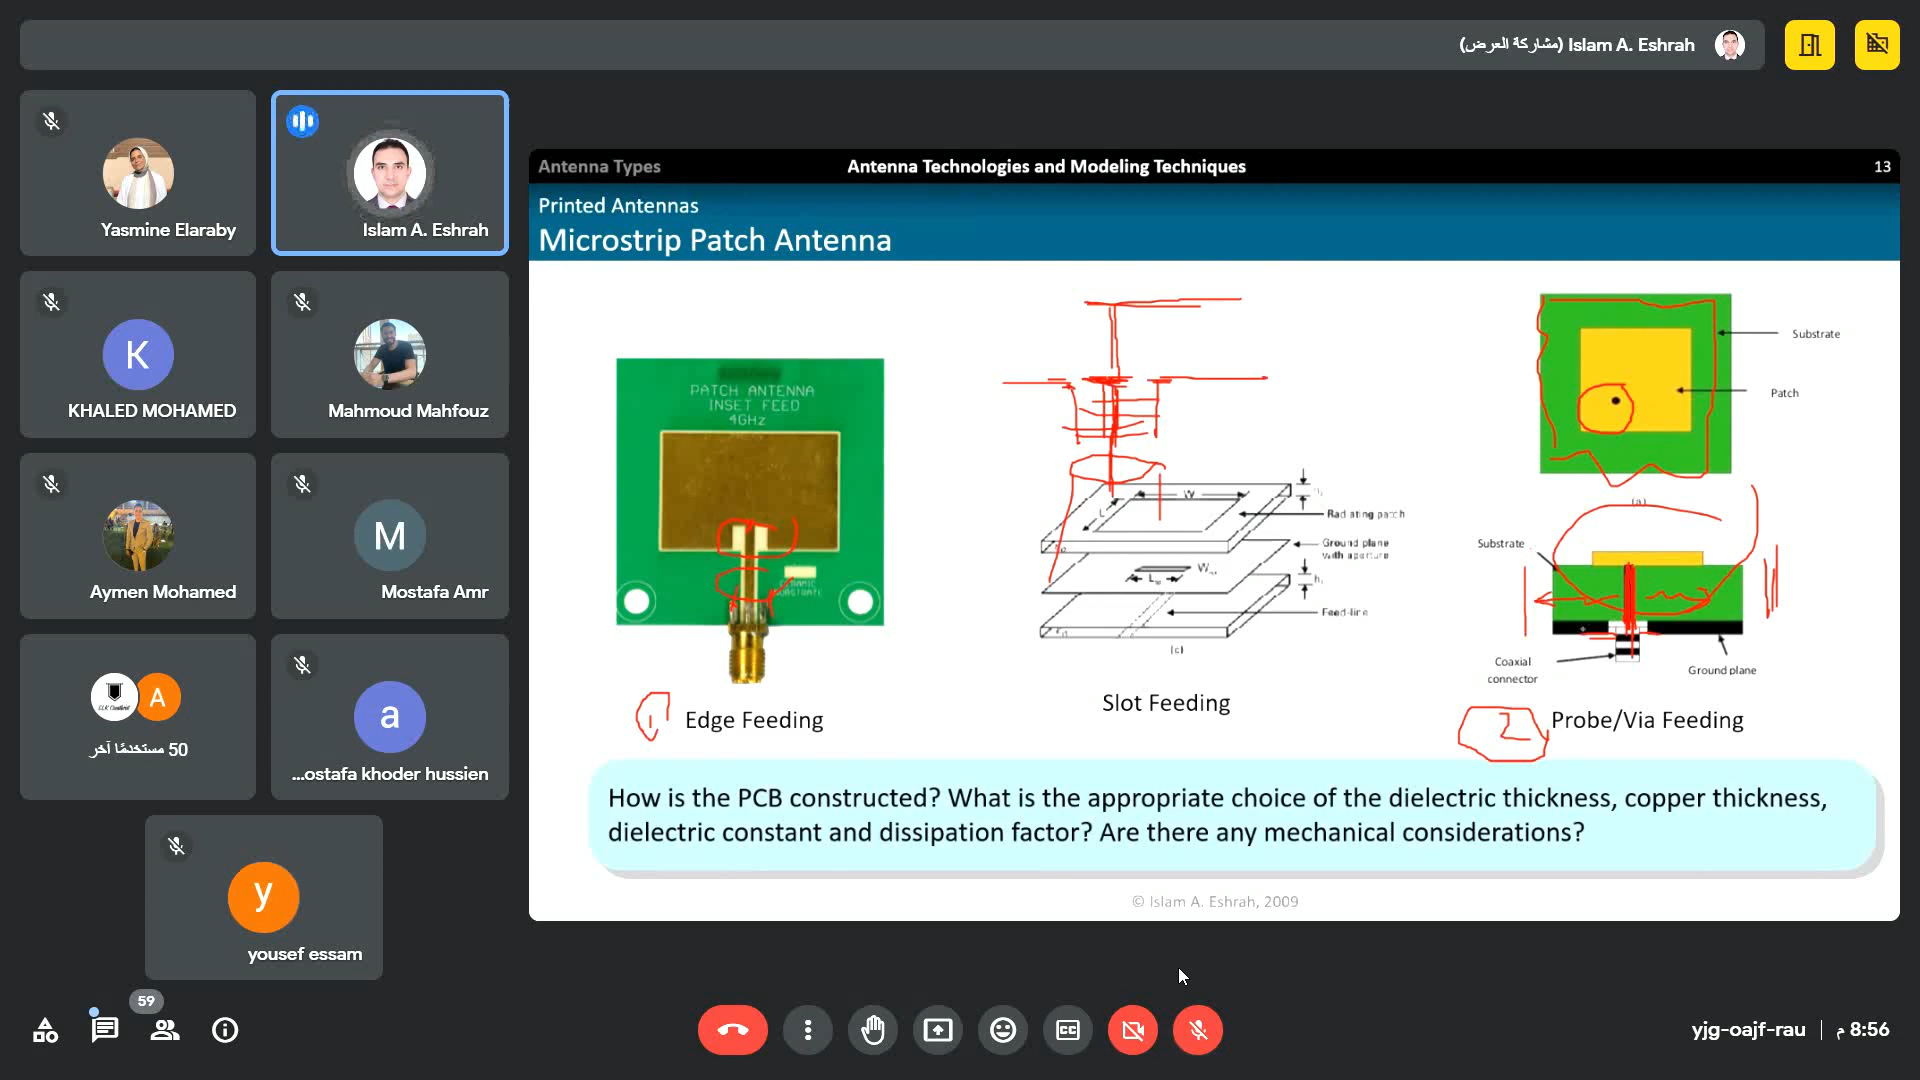 Islam A. Eshrah (مشاركة العرض)
Yasmine Elaraby
Islam A. Eshrah
K
KHALED MOHAMED
Mahmoud Mahfouz
Aymen Mohamed
M
Mostafa Amr
A
50 مستخدمًا آخر
a
...ostafa khoder hussien
y
yousef essam
Antenna Types
Antenna Technologies and Modeling Techniques
13
Printed Antennas
Microstrip Patch Antenna
PATCH ANTENNA
INSET FEED
4GHz
CERAMIC
SUBSTRATE
1
Edge Feeding
W
L
Radiating patch
Ground plane
with aperture
Feed-line
(c)
Slot Feeding
Substrate
Patch
(a)
Substrate
Coaxial
connector
Ground plane
2
Probe/Via Feeding
How is the PCB constructed? What is the appropriate choice of the dielectric thickness, copper thickness,
dielectric constant and dissipation factor? Are there any mechanical considerations?
© Islam A. Eshrah, 2009
59
CC
yjg-oajf-rau | 8:56 م